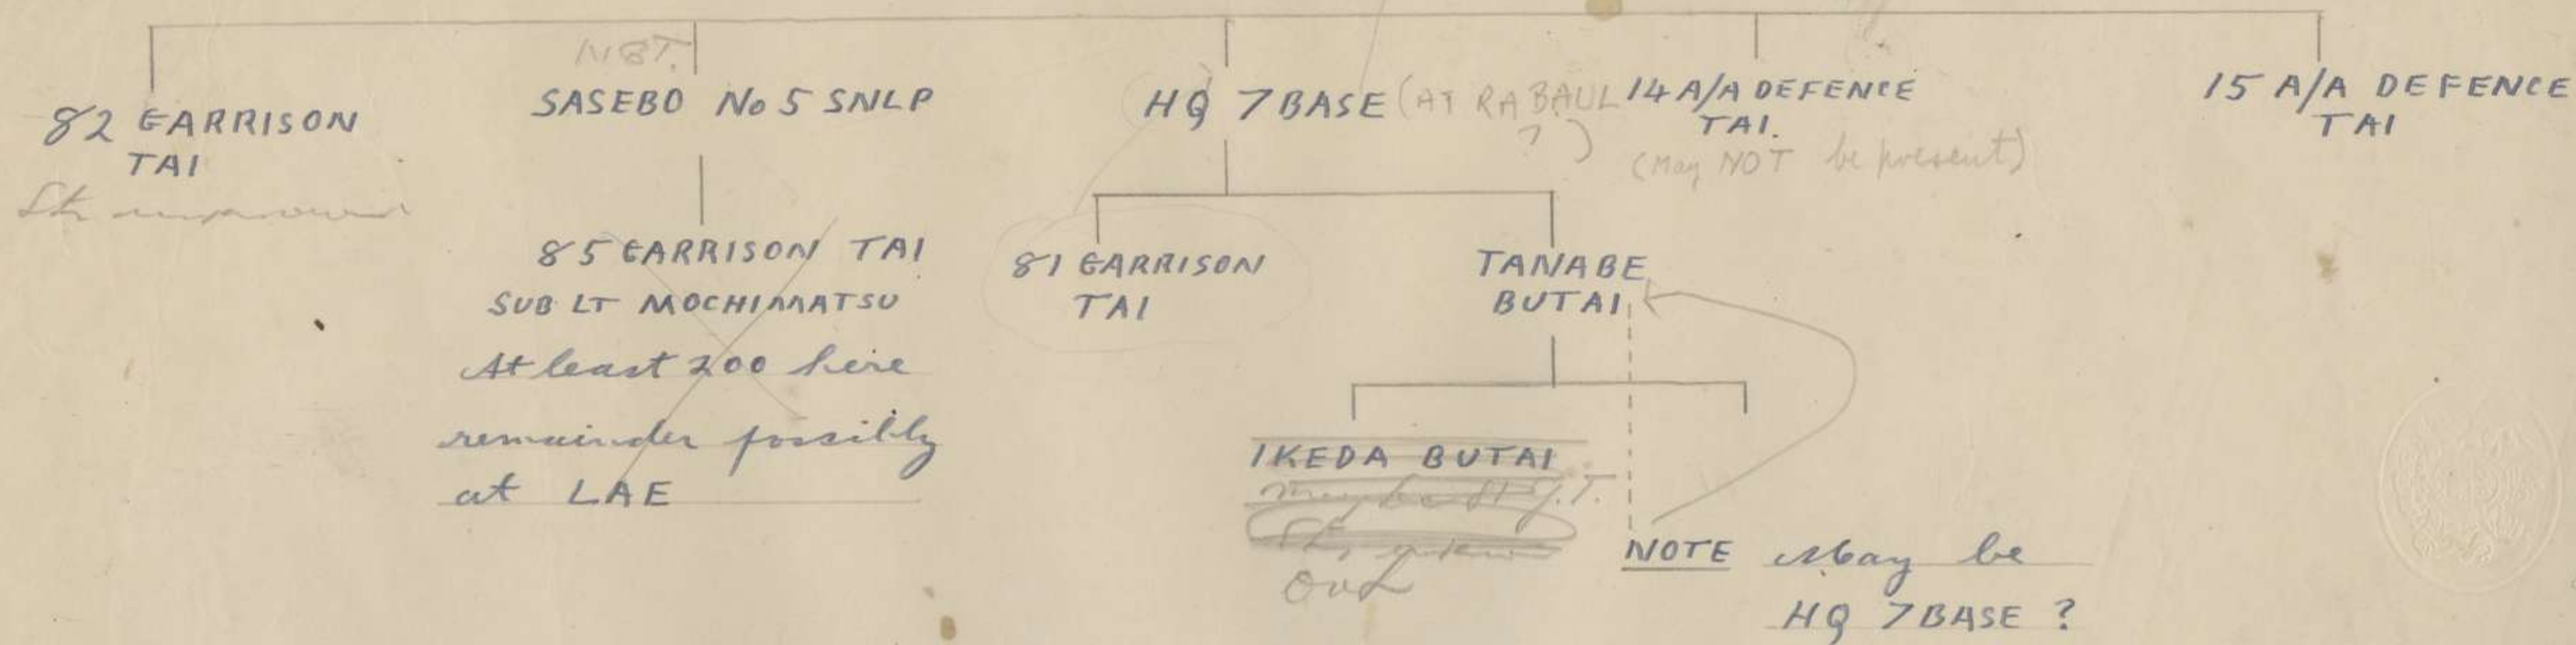 82 GARRISON
TAI
SASEBO No 5 SNLP
85 GARRISON TAI
SUB LT MOCHIMATSU
At least 200 here
remainder possibly
at LAE
HQ 7 BASE (AT RABAUL
?)
81 GARRISON
TAI
TANABE
BUTAI
IKEDA BUTAI
may be
Out
NOTE May be
HQ 7 BASE ?
14 A/A DEFENCE
TAI.
(May NOT be present)
15 A/A DEFENCE
TAI